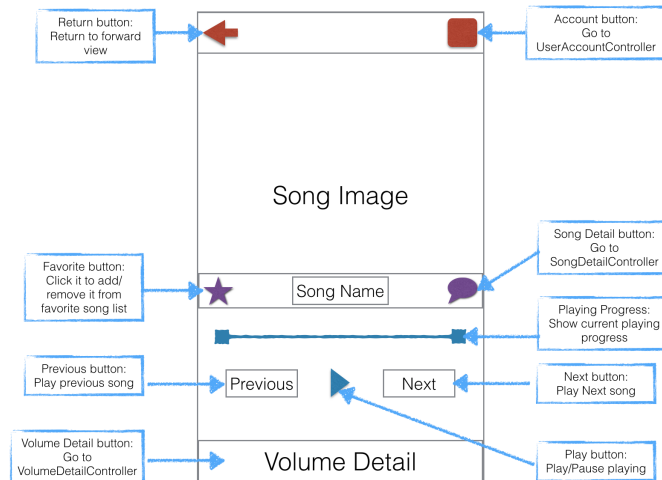 Return button:
Return to forward
view
Account button:
Go to
UserAccountController
Song Image
Song Detail button:
Go to
SongDetailController
Favorite button:
Click it to add/
remove it from
favorite song list
Song Name
Playing Progress:
Show current playing
progress
Previous button:
Play previous song
Previous
Next
Next button:
Play Next song
Volume Detail button:
Go to
VolumeDetailController
Volume Detail
Play button:
Play/Pause playing